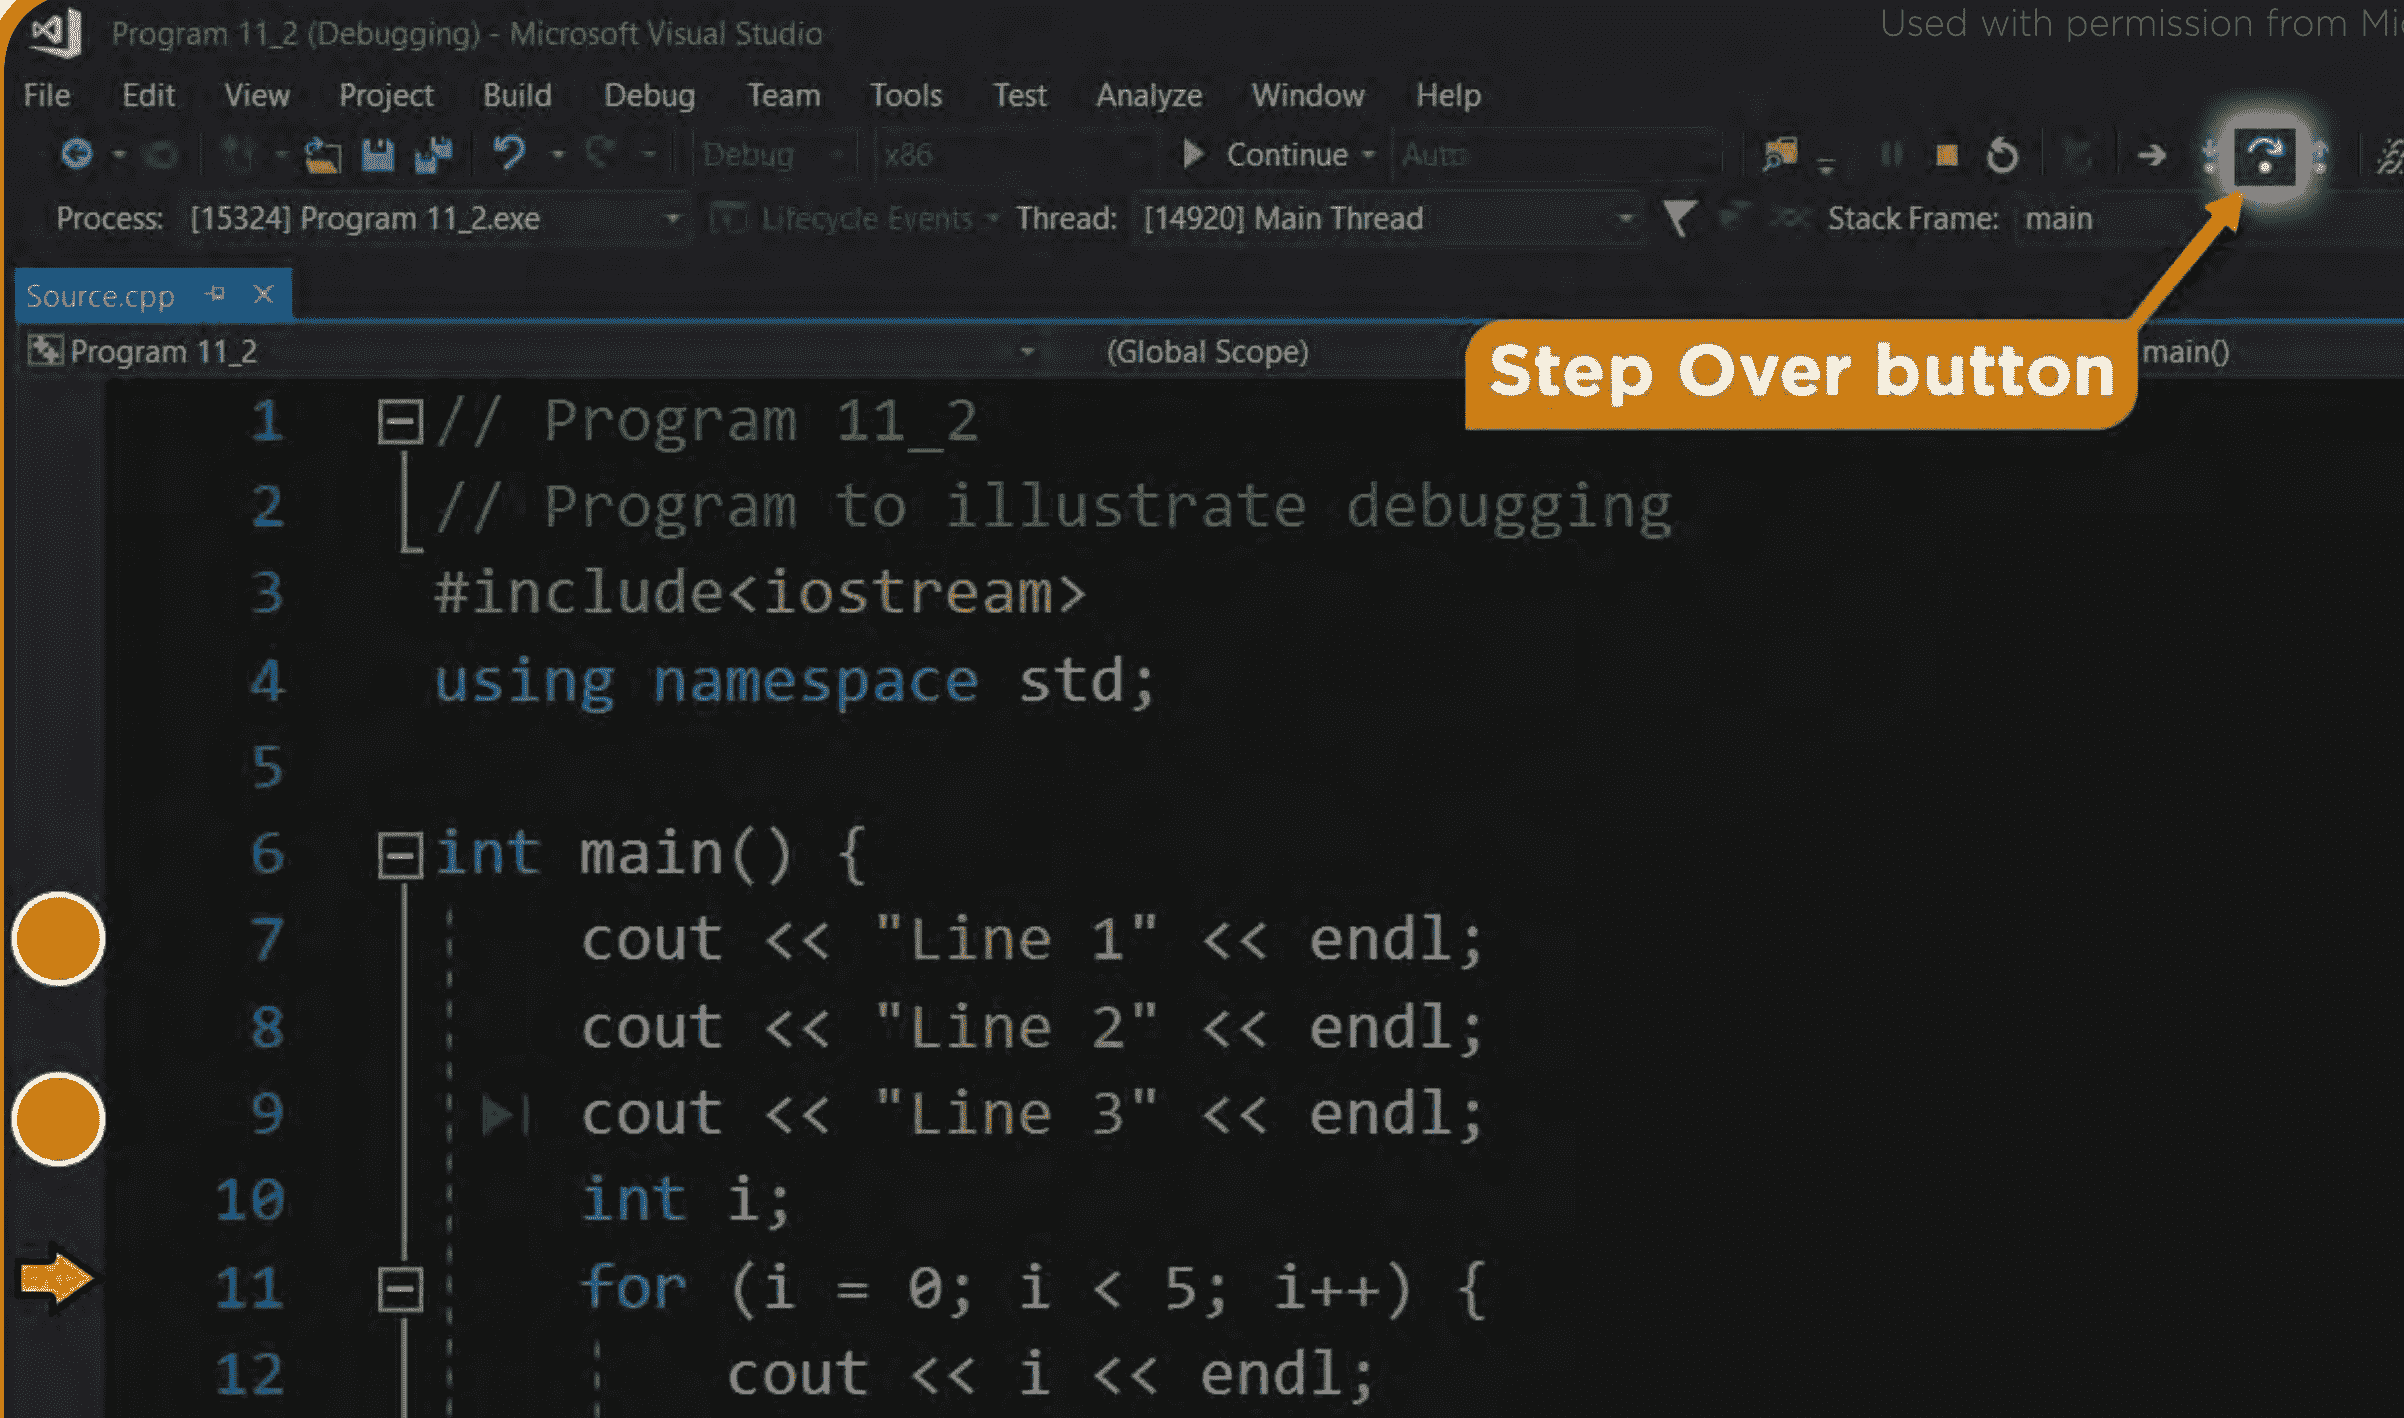 Used with permission from Mic
Program 11_2 (Debugging) - Microsoft Visual Studio
File Edit View Project Build Debug Team Tools Test Analyze Window Help
Debug x86 Continue Auto
Process: [15324] Program 11_2.exe Lifecycle Events Thread: [14920] Main Thread Stack Frame: main
Source.cpp
Program 11_2 (Global Scope) main()
Step Over button
1 // Program 11_2
2 // Program to illustrate debugging
3 #include<iostream>
4 using namespace std;
5
6 int main() {
7 cout << "Line 1" << endl;
8 cout << "Line 2" << endl;
9 cout << "Line 3" << endl;
10 int i;
11 for (i = 0; i < 5; i++) {
12 cout << i << endl;